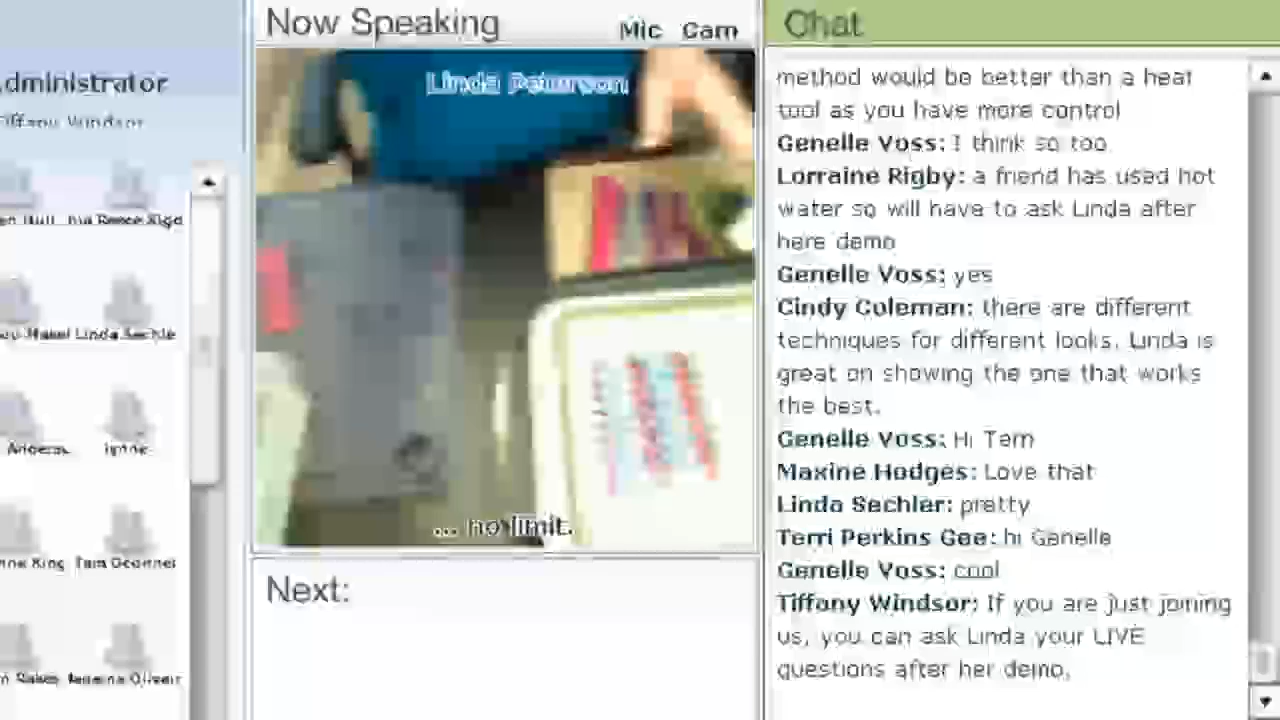 dministrator
Tiffany Windsor
Linda Sechle
nne King
Now Speaking
Mic Cam
Linda Peterson
... no limit.
Next:
Chat
method would be better than a heat
tool as you have more control
Genelle Voss: I think so too
Lorraine Rigby: a friend has used hot
water so will have to ask Linda after
here demo
Genelle Voss: yes
Cindy Coleman: there are different
techniques for different looks. Linda is
great on showing the one that works
the best.
Genelle Voss: Hi Terri
Maxine Hodges: Love that
Linda Sechler: pretty
Terri Perkins Gee: hi Genelle
Genelle Voss: cool
Tiffany Windsor: If you are just joining
us, you can ask Linda your LIVE
questions after her demo.